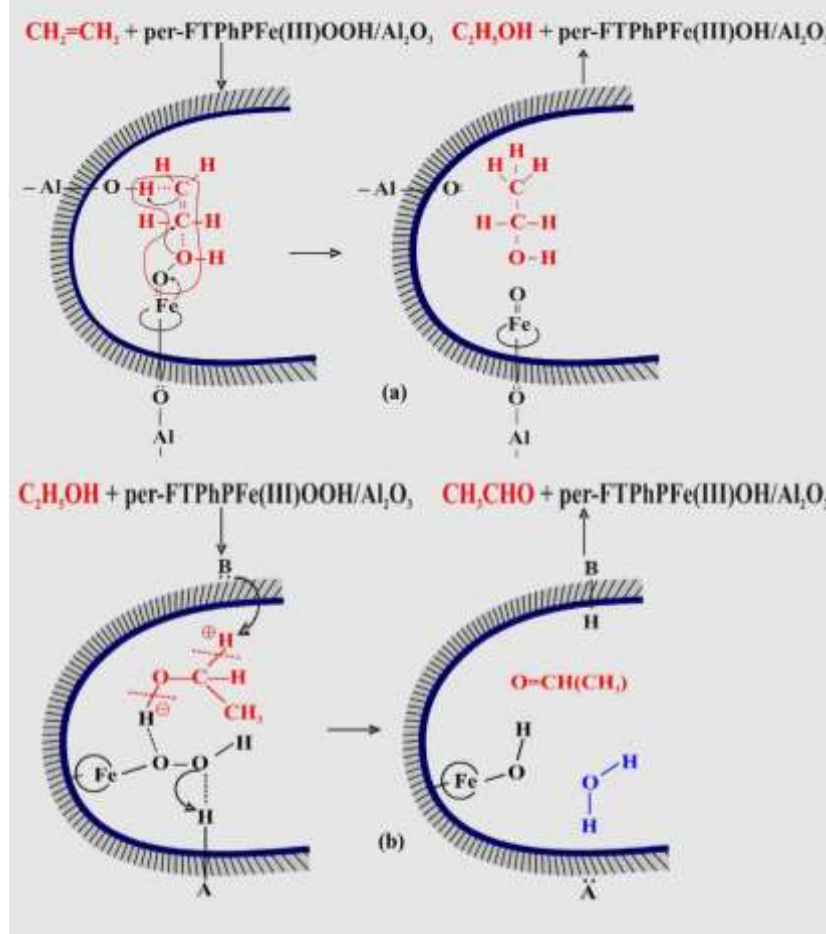 CH₂=CH₂ + per-FTPhPFe(III)OOH/Al₂O₃ C₂H₅OH + per-FTPhPFe(III)OH/Al₂O₃
H H
– Al – O – H ··· C
H – C – H
O – H
O
Fe
Ö
Al
– Al O
H
H H
C
H – C – H
O – H
O
Fe
Ö
Al
(a)
C₂H₅OH + per-FTPhPFe(III)OOH/Al₂O₃ CH₃CHO + per-FTPhPFe(III)OH/Al₂O₃
B
⊕ H
O – C – H
⊖ CH₃
H
H
Fe O – O
H
A
B
H
O=CH(CH₃)
H
Fe O
H
O
H
Ä
(b)